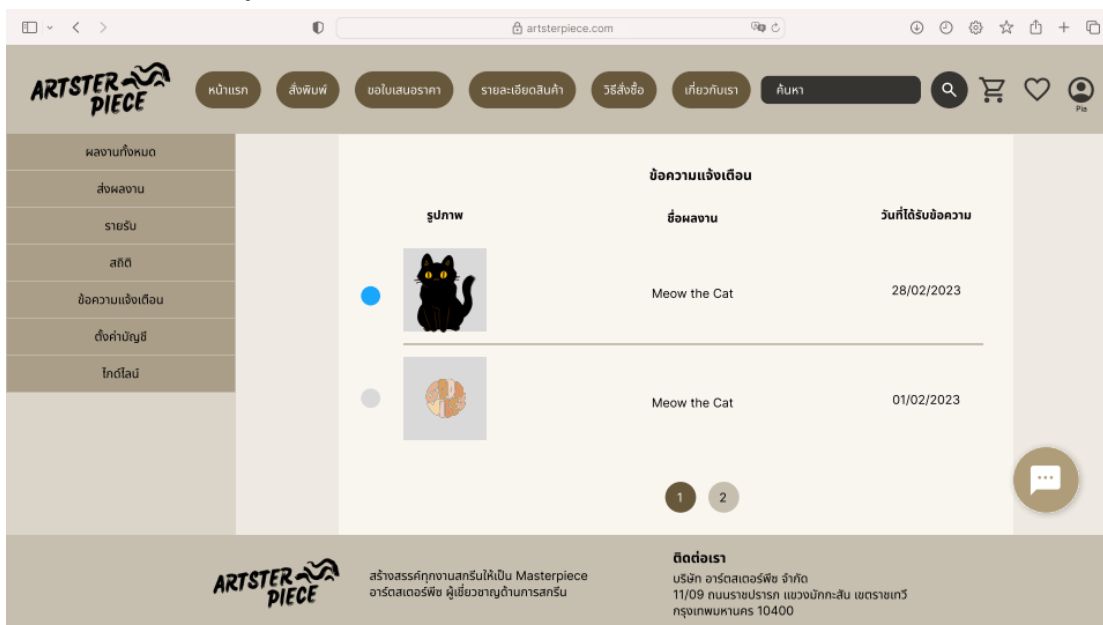 artsterpiece.com
ARTSTER
PIECE
หน้าแรก
สั่งพิมพ์
ขอใบเสนอราคา
รายละเอียดสินค้า
วิธีสั่งซื้อ
เกี่ยวกับเรา
ค้นหา
Pia
ผลงานทั้งหมด
ส่งผลงาน
รายรับ
สถิติ
ข้อความแจ้งเตือน
ตั้งค่าบัญชี
ไกด์ไลน์
ข้อความแจ้งเตือน
รูปภาพ ชื่อผลงาน วันที่ได้รับข้อความ
Meow the Cat 28/02/2023
Meow the Cat 01/02/2023
1 2
ARTSTER
PIECE
สร้างสรรค์ทุกงานสกรีนให้เป็น Masterpiece
อาร์ตสเตอร์พีช ผู้เชี่ยวชาญด้านการสกรีน
ติดต่อเรา
บริษัท อาร์ตสเตอร์พีช จำกัด
11/09 ถนนราชปรารภ แขวงมักกะสัน เขตราชเทวี
กรุงเทพมหานคร 10400